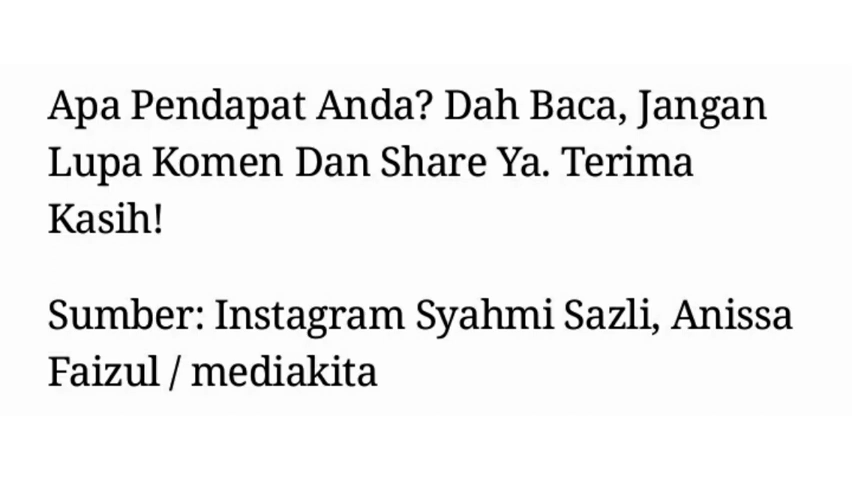 Apa Pendapat Anda? Dah Baca, Jangan
Lupa Komen Dan Share Ya. Terima
Kasih!
Sumber: Instagram Syahmi Sazli, Anissa
Faizul / mediakita